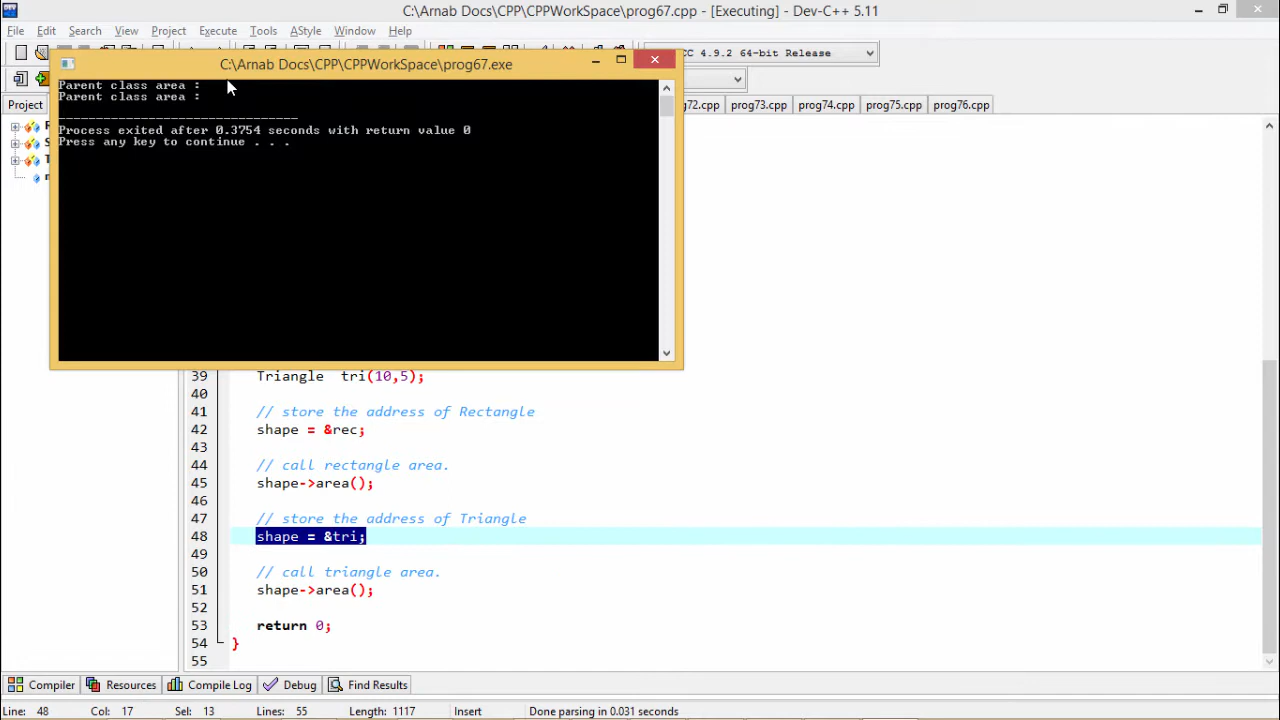 C:\Arnab Docs\CPP\CPPWorkSpace\prog67.cpp - [Executing] - Dev-C++ 5.11
File Edit Search View Project Execute Tools AStyle Window Help
CC 4.9.2 64-bit Release
C:\Arnab Docs\CPP\CPPWorkSpace\prog67.exe
Parent class area :
Parent class area :
--------------------------------
Process exited after 0.3754 seconds with return value 0
Press any key to continue . . .
Project
g72.cpp prog73.cpp prog74.cpp prog75.cpp prog76.cpp
39 Triangle  tri(10,5);
40
41 // store the address of Rectangle
42 shape = &rec;
43
44 // call rectangle area.
45 shape->area();
46
47 // store the address of Triangle
48 shape = &tri;
49
50 // call triangle area.
51 shape->area();
52
53 return 0;
54 }
55
Compiler Resources Compile Log Debug Find Results
Line: 48 Col: 17 Sel: 13 Lines: 55 Length: 1117 Insert Done parsing in 0.031 seconds